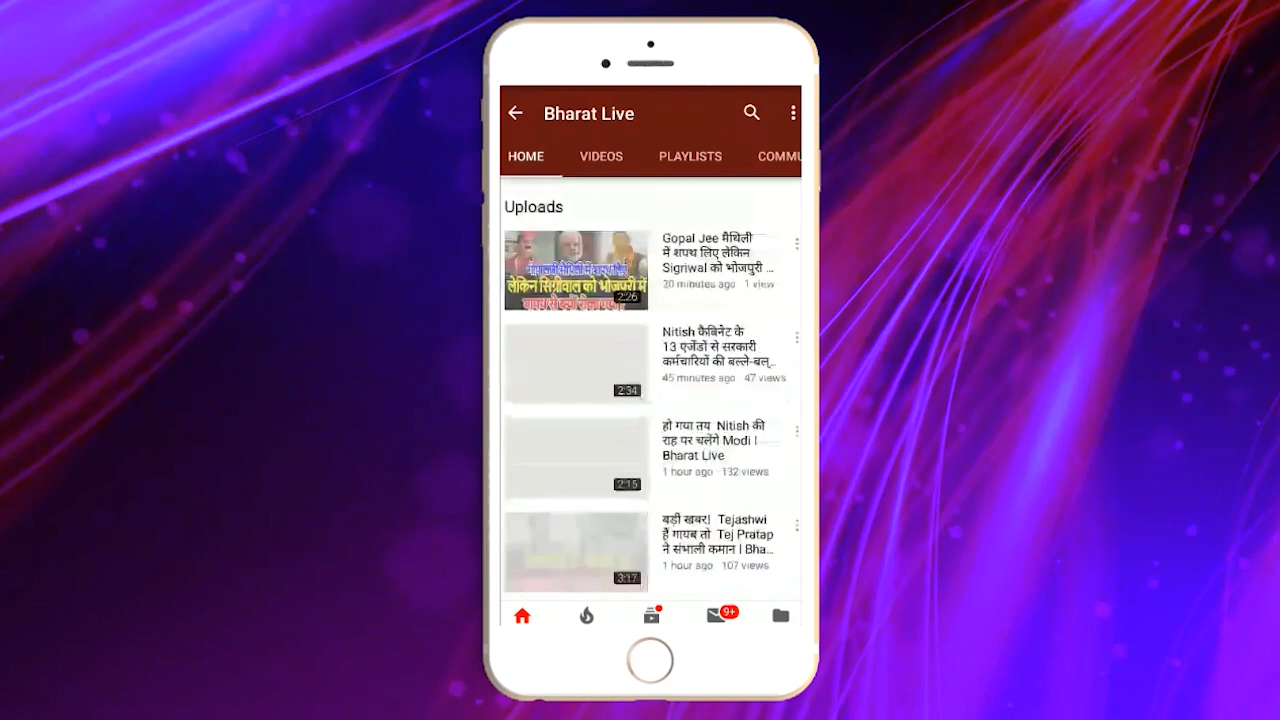 Bharat Live
HOME VIDEOS PLAYLISTS COMMU
Uploads
लेकिन सिग्रीवाल को भोजपुरी में
2:26
Gopal Jee मैथिली
में शपथ लिए लेकिन
Sigriwal को भोजपुरी ...
20 minutes ago · 1 view
2:34
Nitish कैबिनेट के
13 एजेंडों से सरकारी
कर्मचारियों की बल्ले-बल्...
45 minutes ago · 47 views
2:15
हो गया तय Nitish की
राह पर चलेंगे Modi।
Bharat Live
1 hour ago · 132 views
3:17
बड़ी खबर! Tejashwi
हैं गायब तो Tej Pratap
ने संभाली कमान। Bha...
1 hour ago · 107 views
9+